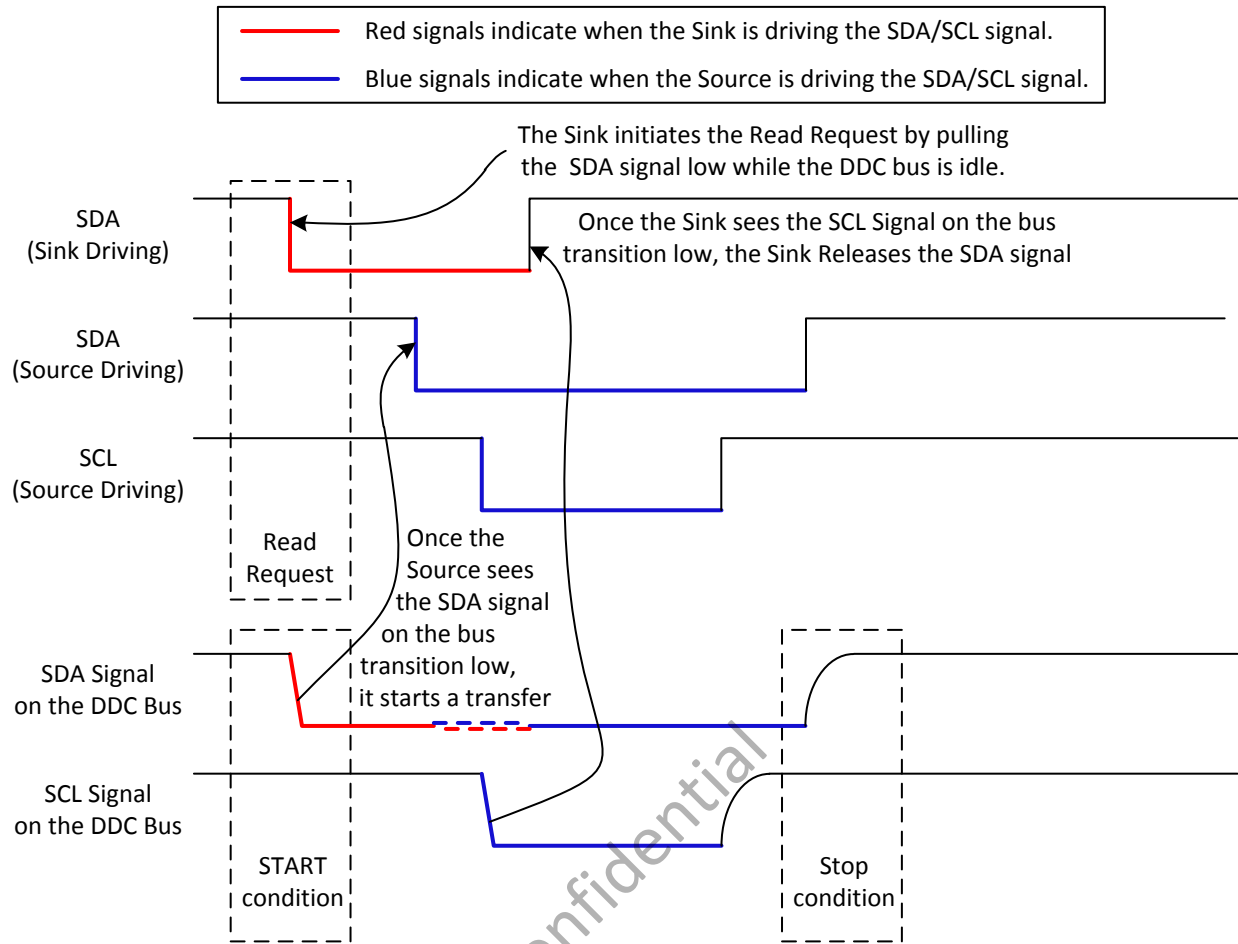 Red signals indicate when the Sink is driving the SDA/SCL signal.
Blue signals indicate when the Source is driving the SDA/SCL signal.
The Sink initiates the Read Request by pulling
the SDA signal low while the DDC bus is idle.
SDA
(Sink Driving)
Once the Sink sees the SCL Signal on the bus
transition low, the Sink Releases the SDA signal
SDA
(Source Driving)
SCL
(Source Driving)
Read
Request
Once the
Source sees
the SDA signal
on the bus
transition low,
it starts a transfer
SDA Signal
on the DDC Bus
SCL Signal
on the DDC Bus
START
condition
Stop
condition
onfidential